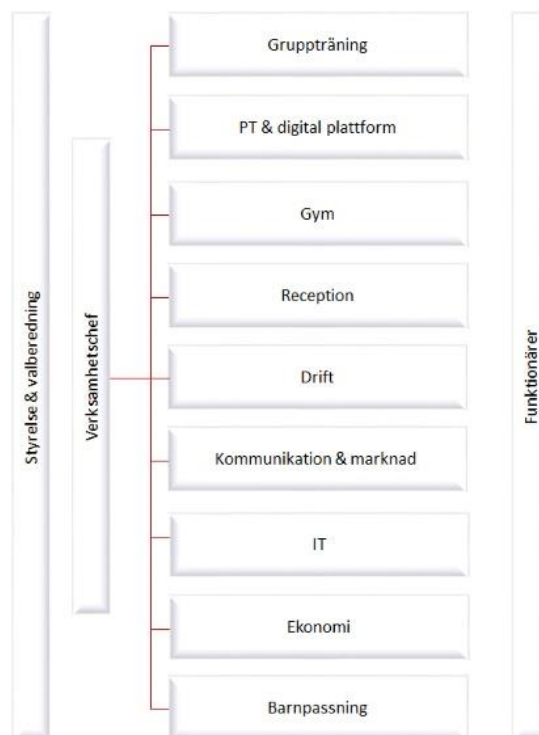 Styrelse & valberedning
Verksamhetschef
Gruppträning
PT & digital plattform
Gym
Reception
Drift
Kommunikation & marknad
IT
Ekonomi
Barnpassning
Funktionärer